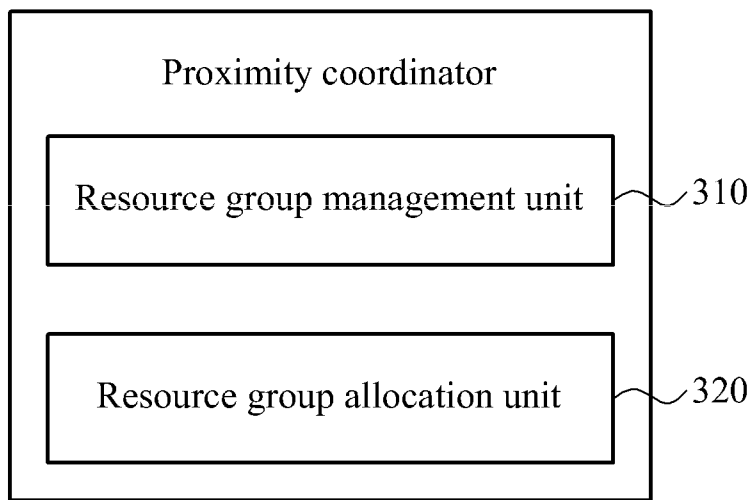 Proximity coordinator
Resource group management unit
310
Resource group allocation unit
320